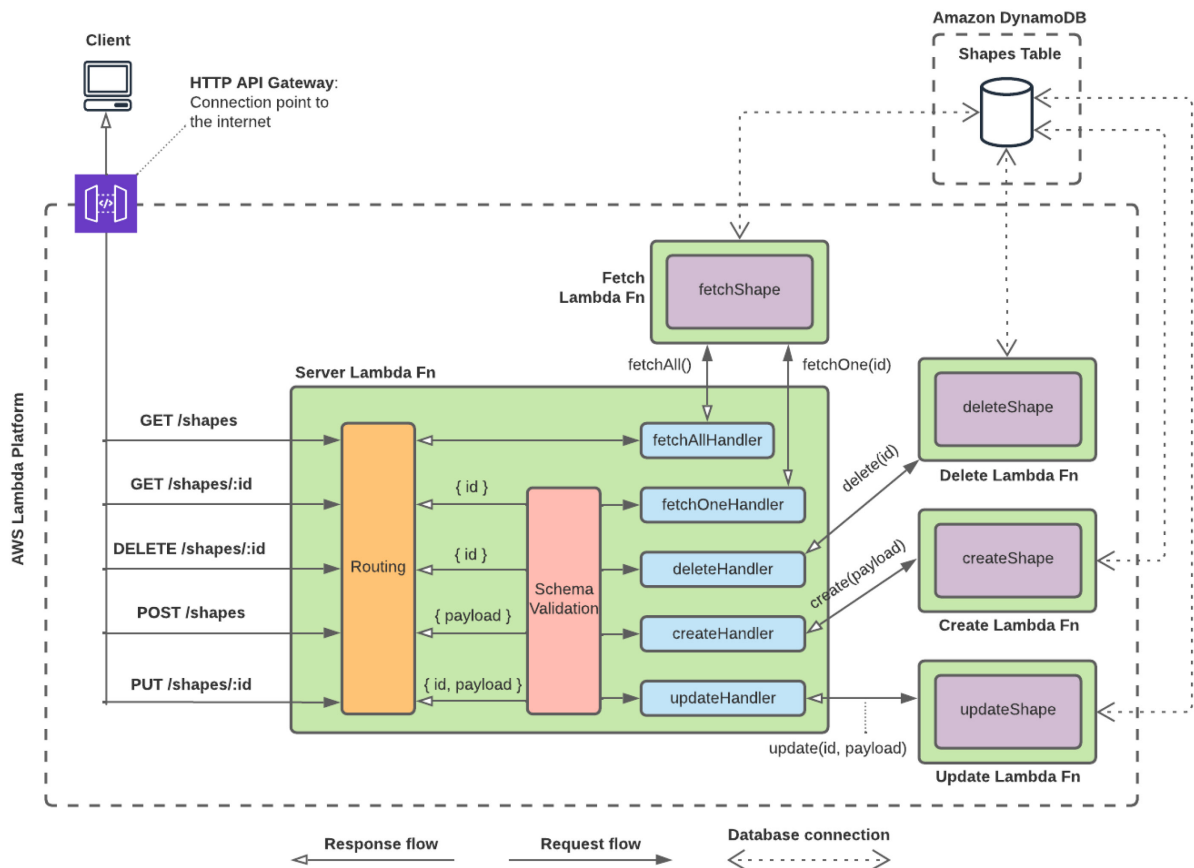 Amazon DynamoDB
Shapes Table
Client
HTTP API Gateway:
Connection point to
the internet
</>
AWS Lambda Platform
Fetch
Lambda Fn
fetchShape
fetchAll()
fetchOne(id)
Server Lambda Fn
GET /shapes
GET /shapes/:id
DELETE /shapes/:id
POST /shapes
PUT /shapes/:id
Routing
{ id }
{ id }
{ payload }
{ id, payload }
Schema
Validation
fetchAllHandler
fetchOneHandler
deleteHandler
createHandler
updateHandler
delete(id)
create(payload)
update(id, payload)
deleteShape
Delete Lambda Fn
createShape
Create Lambda Fn
updateShape
Update Lambda Fn
Response flow
Request flow
Database connection